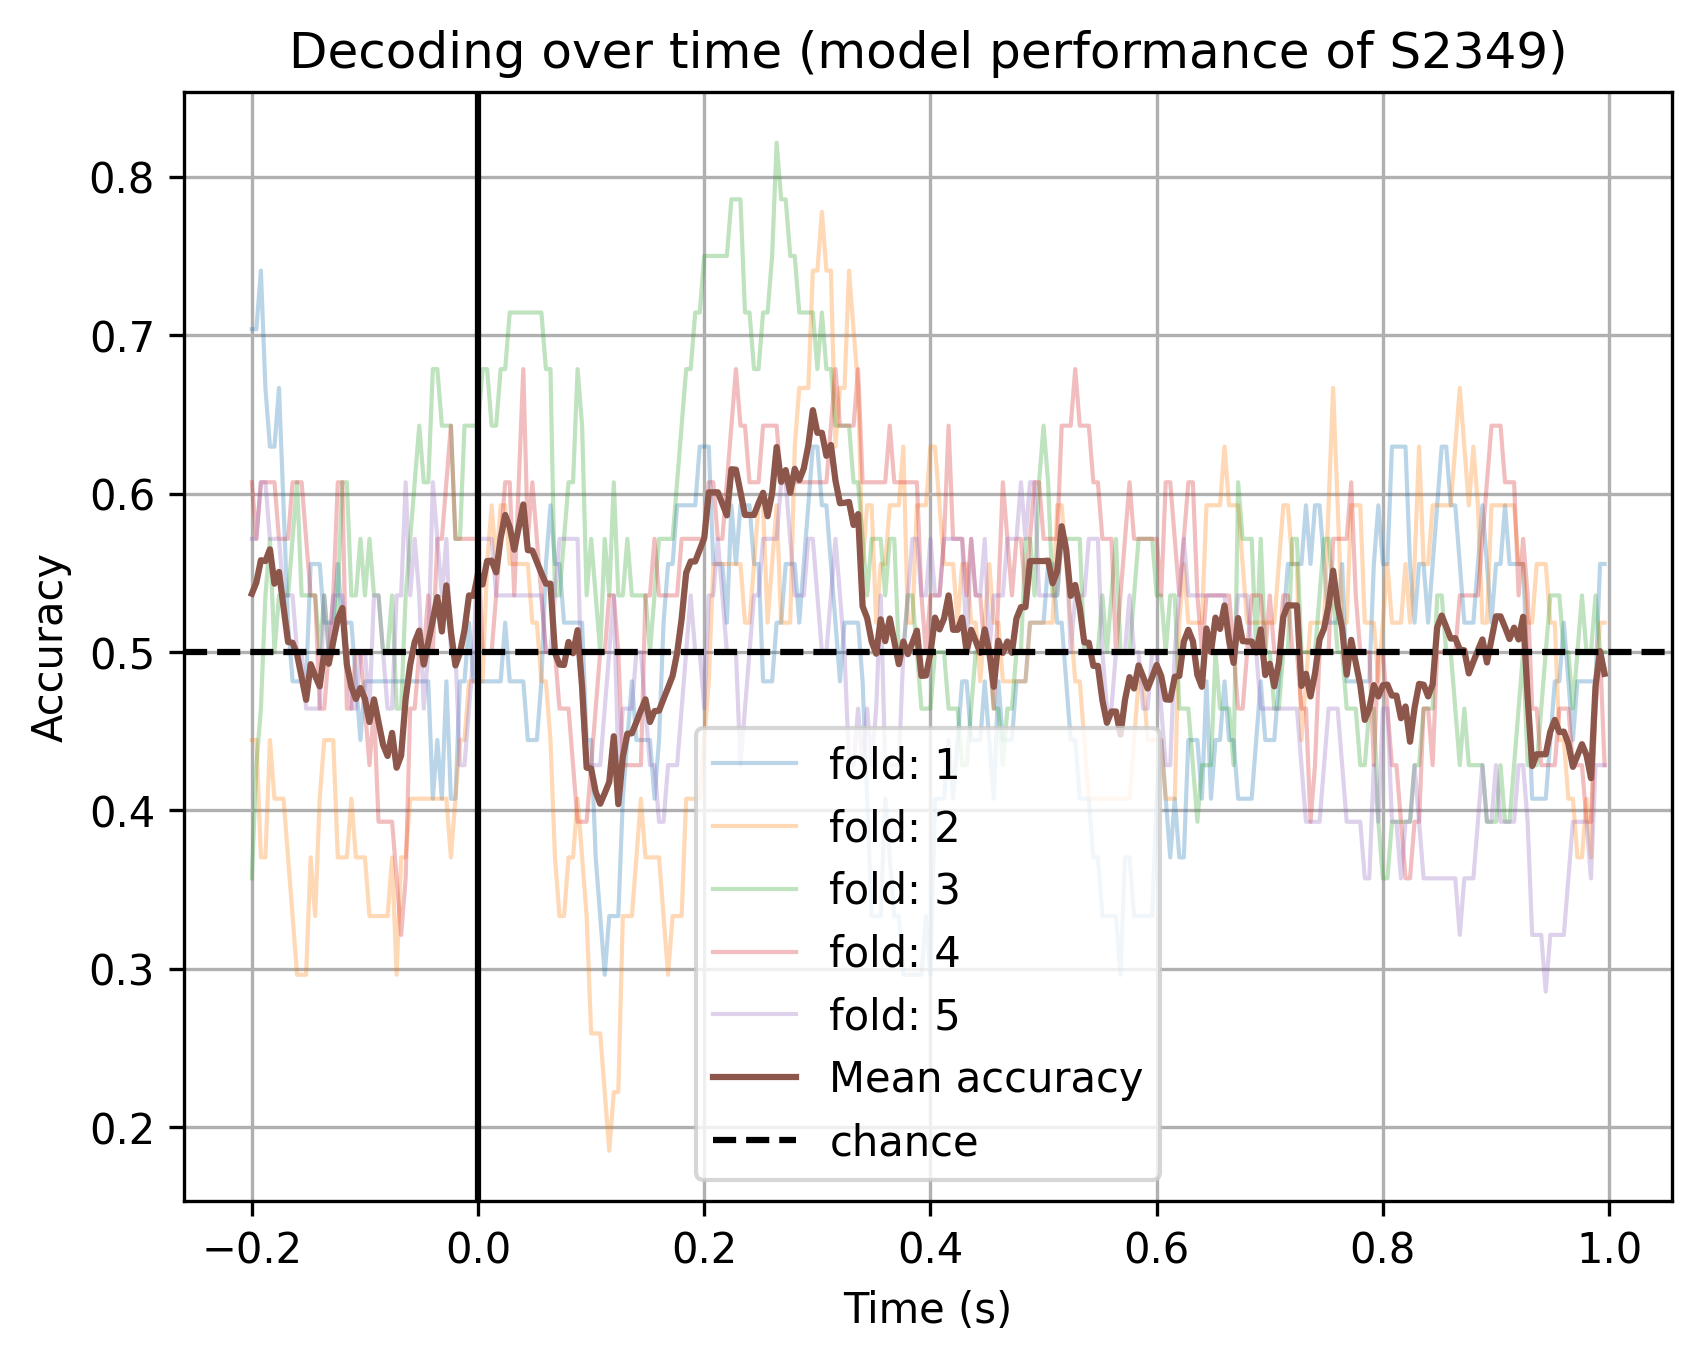 Decoding over time (model performance of S2349)
Accuracy
0.8
0.7
0.6
0.5
0.4
0.3
0.2
fold: 1
fold: 2
fold: 3
fold: 4
fold: 5
Mean accuracy
chance
−0.2 0.0 0.2 0.4 0.6 0.8 1.0
Time (s)